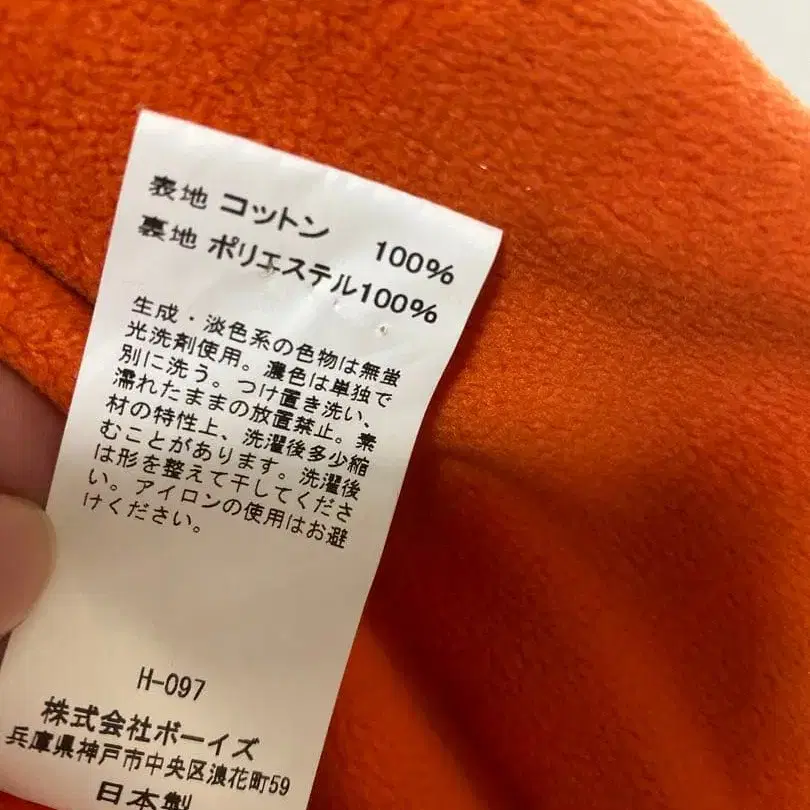 表地 コットン 100%
裏地 ポリエステル100%
生成・淡色系の色物は無蛍
光洗剤使用。濃色は単独で
別に洗う。つけ置き洗い、
濡れたままの放置禁止。素
材の特性上、洗濯後多少縮
むことがあります。洗濯後
は形を整えて干してくださ
い。アイロンの使用はお避
けください。
H-097
株式会社ボーイズ
兵庫県神戸市中央区浪花町59
日本製